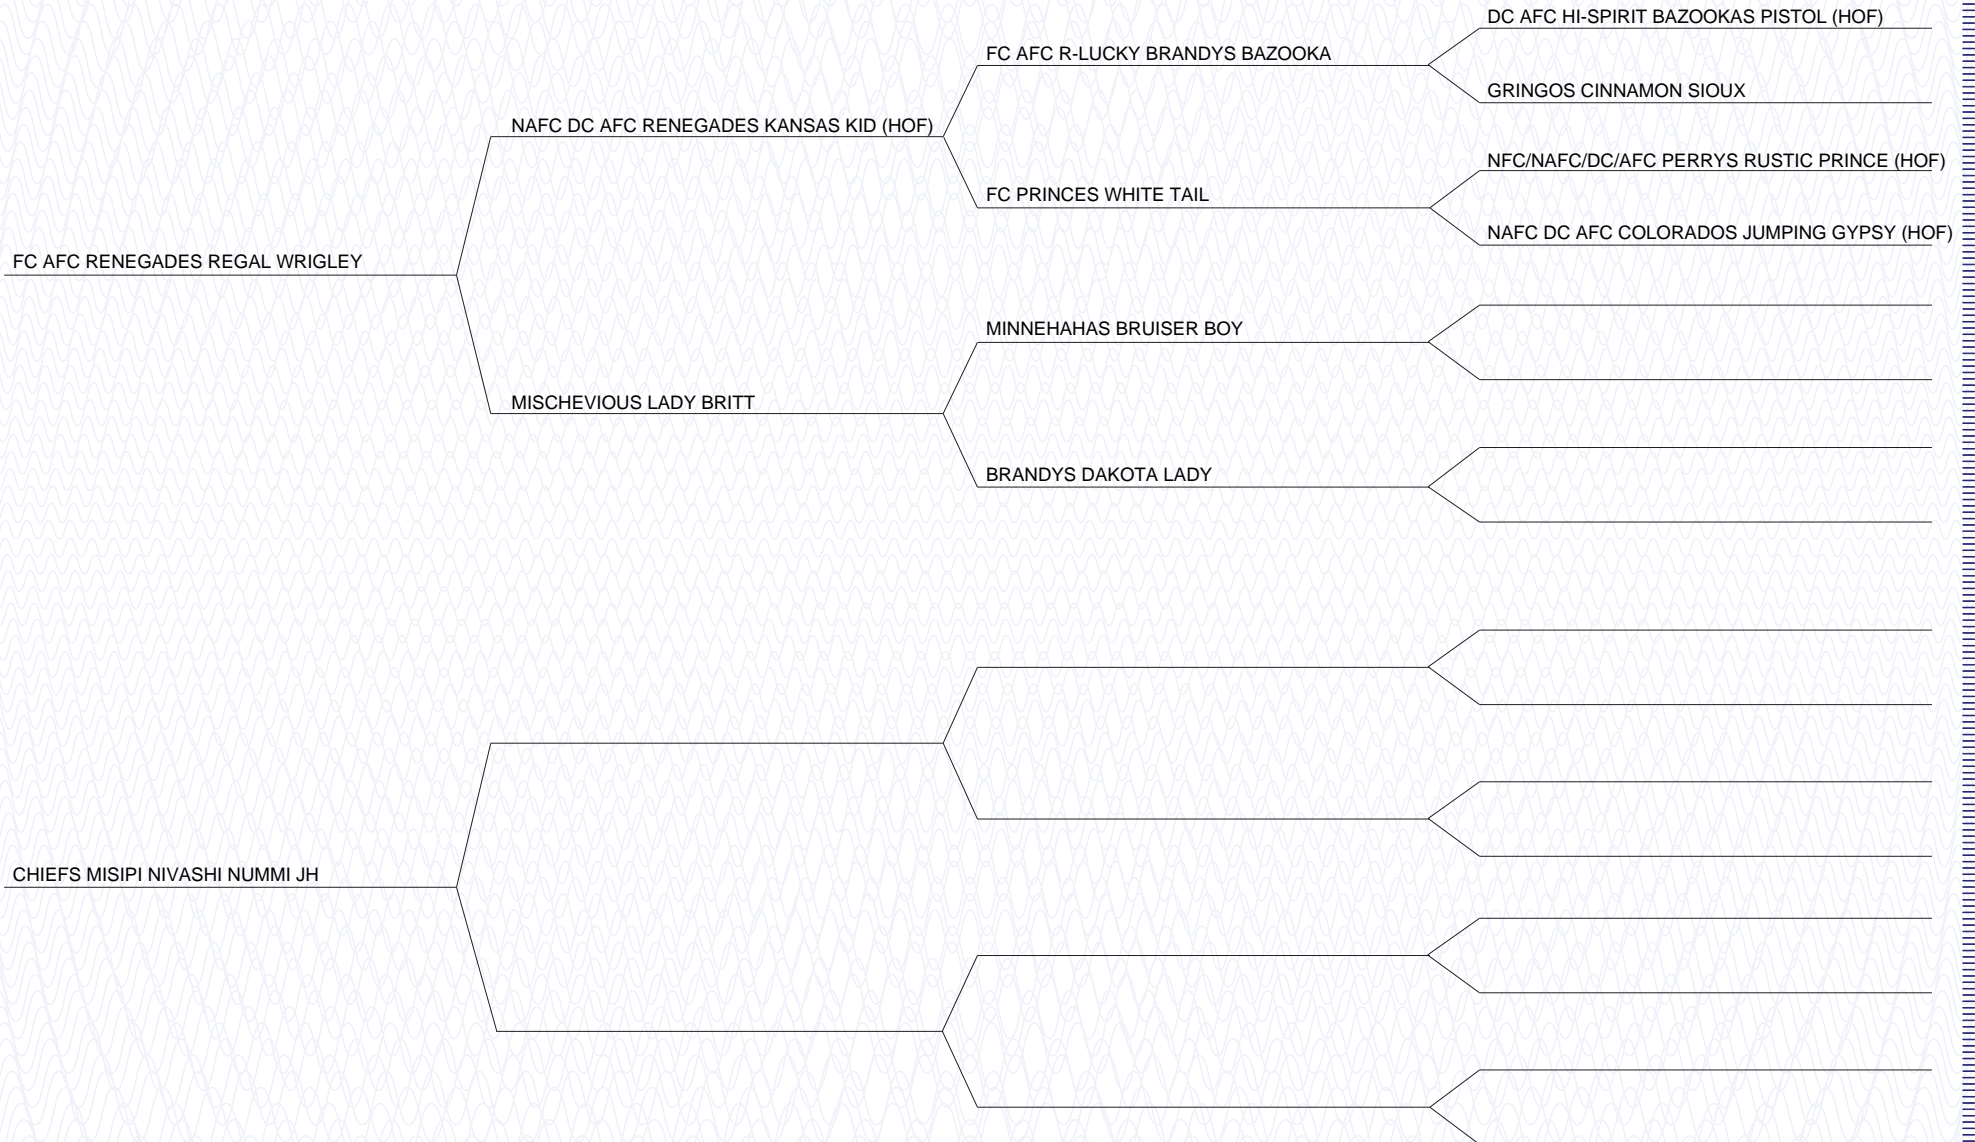 DC AFC HI-SPIRIT BAZOOKAS PISTOL (HOF)
FC AFC R-LUCKY BRANDYS BAZOOKA
GRINGOS CINNAMON SIOUX
NAFC DC AFC RENEGADES KANSAS KID (HOF)
NFC/NAFC/DC/AFC PERRYS RUSTIC PRINCE (HOF)
FC PRINCES WHITE TAIL
NAFC DC AFC COLORADOS JUMPING GYPSY (HOF)
FC AFC RENEGADES REGAL WRIGLEY
MINNEHAHAS BRUISER BOY
MISCHEVIOUS LADY BRITT
BRANDYS DAKOTA LADY
CHIEFS MISIPI NIVASHI NUMMI JH